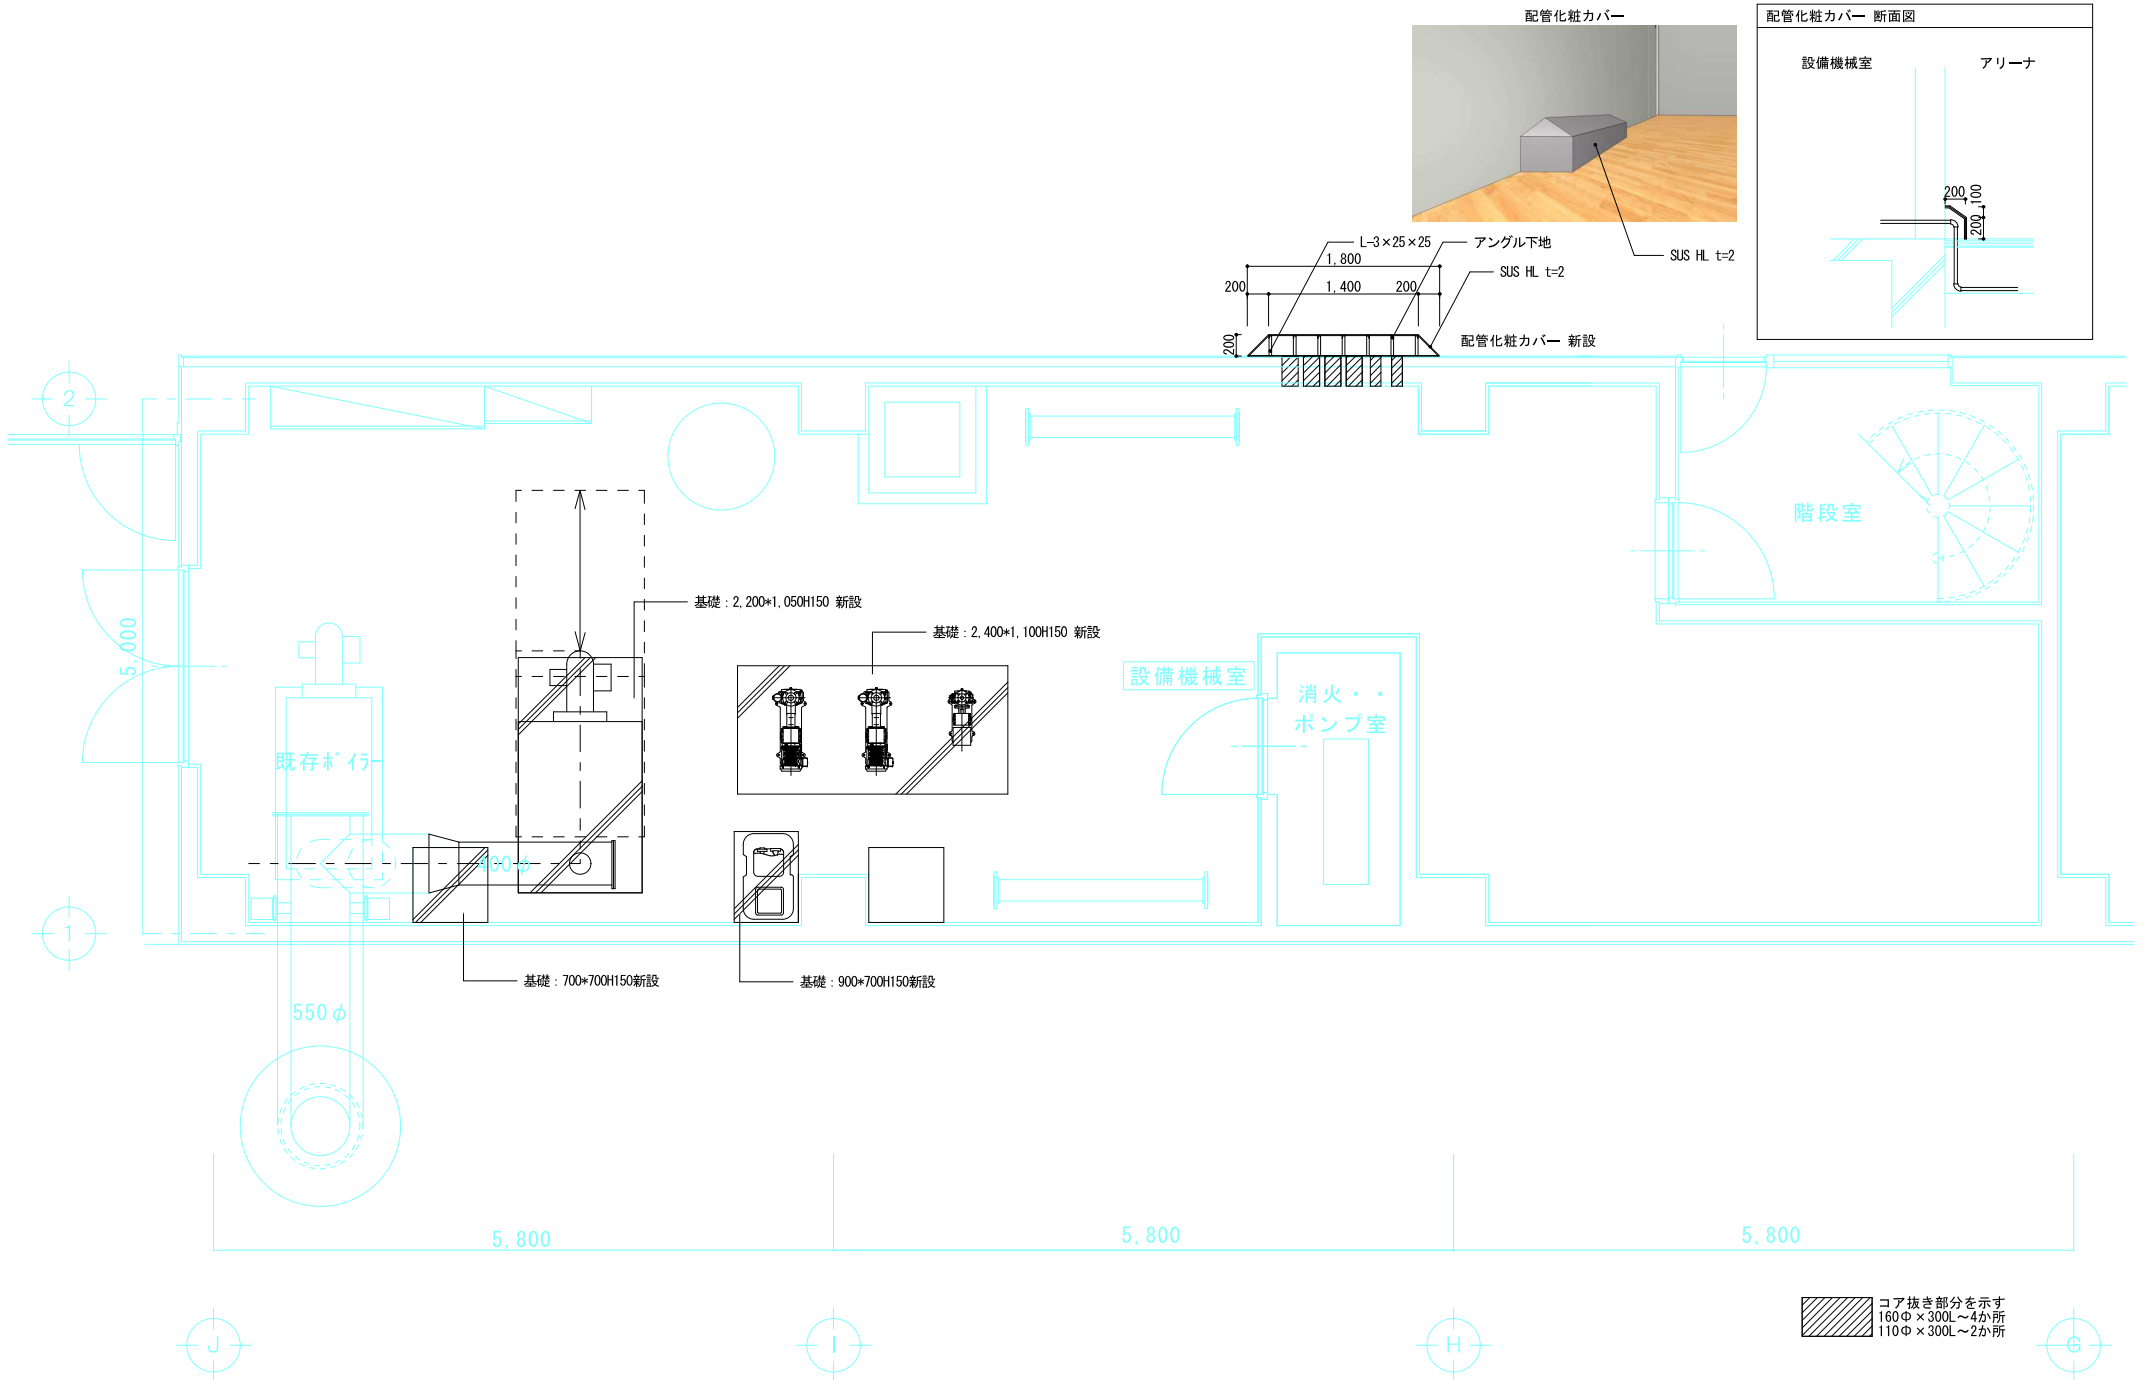 配管化粧カバー
配管化粧カバー 断面図
設備機械室
アリーナ
200
100
200
L-3×25×25
アングル下地
SUS HL t=2
1,800
SUS HL t=2
200
1,400
200
200
配管化粧カバー 新設
2
階段室
基礎：2,200*1,050H150 新設
5,000
基礎：2,400*1,100H150 新設
設備機械室
消火・・
ポンプ室
既存ボイラー
400φ
1
基礎：700*700H150新設
基礎：900*700H150新設
550φ
5,800
5,800
5,800
コア抜き部分を示す
160Φ×300L～4か所
110Φ×300L～2か所
J
I
H
G